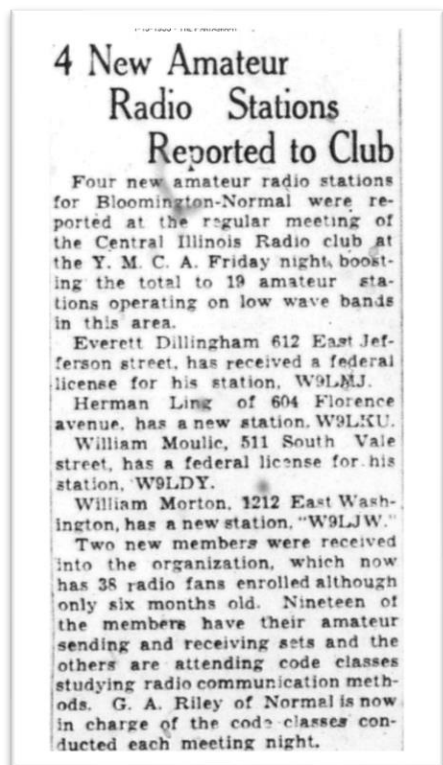 4 New Amateur
Radio Stations
Reported to Club
Four new amateur radio stations
for Bloomington-Normal were re-
ported at the regular meeting of
the Central Illinois Radio club at
the Y. M. C. A. Friday night, boost-
ing the total to 19 amateur sta-
tions operating on low wave bands
in this area.
Everett Dillingham 612 East Jef-
ferson street, has received a federal
license for his station, W9LMJ.
Herman Ling of 604 Florence
avenue, has a new station, W9LKU.
William Moulic, 511 South Vale
street, has a federal license for his
station, W9LDY.
William Morton, 1212 East Wash-
ington, has a new station, "W9LJW."
Two new members were received
into the organization, which now
has 38 radio fans enrolled although
only six months old. Nineteen of
the members have their amateur
sending and receiving sets and the
others are attending code classes
studying radio communication meth-
ods. G. A. Riley of Normal is now
in charge of the code classes con-
ducted each meeting night.